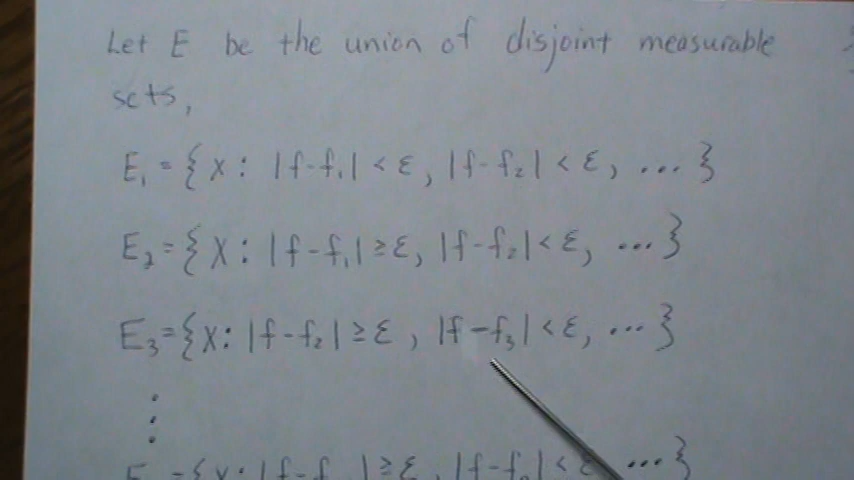 Let E be the union of disjoint measurable
sets,
E₁ = { x : |f-f₁| < ε, |f-f₂| < ε, ... }
E₂ = { x : |f-f₁| ≥ ε, |f-f₂| < ε, ... }
E₃ = { x : |f-f₂| ≥ ε, |f-f₃| < ε, ... }
⋮